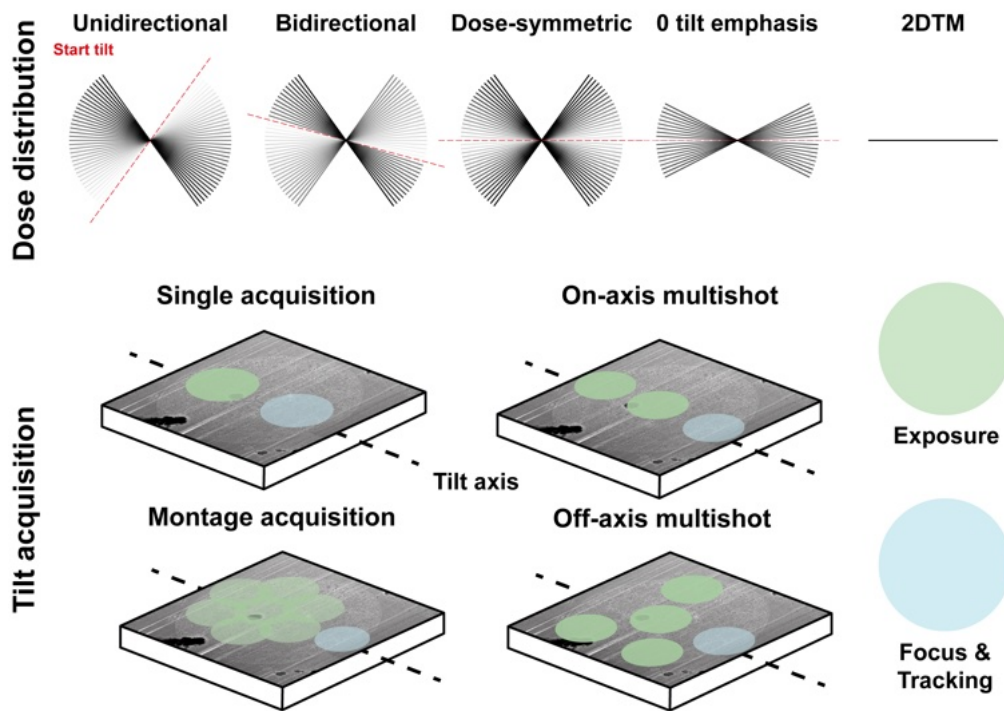 Unidirectional
Bidirectional
Dose-symmetric
0 tilt emphasis
2DTM
Start tilt
Dose distribution
Single acquisition
On-axis multishot
Exposure
Tilt axis
Tilt acquisition
Montage acquisition
Off-axis multishot
Focus &
Tracking